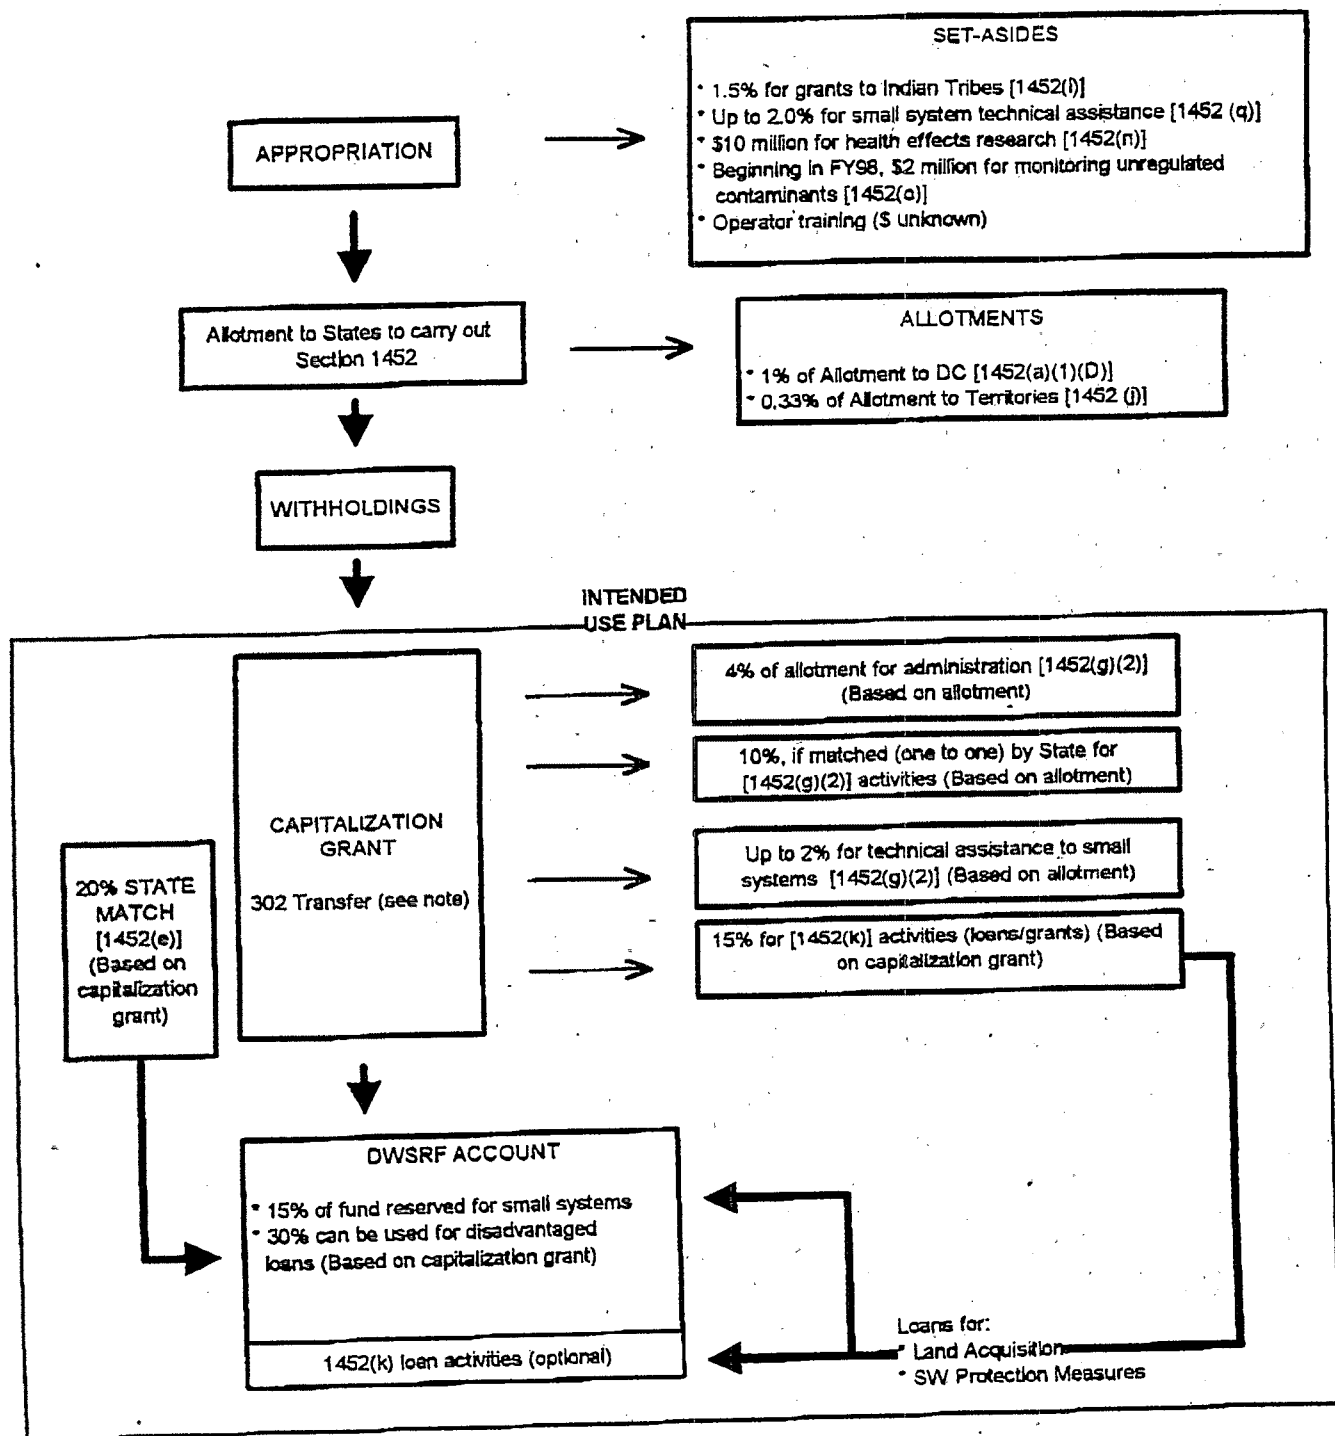 SET-ASIDES
* 1.5% for grants to Indian Tribes [1452(i)]
* Up to 2.0% for small system technical assistance [1452 (q)]
* $10 million for health effects research [1452(n)]
* Beginning in FY98, $2 million for monitoring unregulated
contaminants [1452(o)]
* Operator training ($ unknown)
APPROPRIATION
Allotment to States to carry out
Section 1452
ALLOTMENTS
* 1% of Allotment to DC [1452(a)(1)(D)]
* 0.33% of Allotment to Territories [1452 (j)]
WITHHOLDINGS
INTENDED
USE PLAN
4% of allotment for administration [1452(g)(2)]
(Based on allotment)
10%, if matched (one to one) by State for
[1452(g)(2)] activities (Based on allotment)
CAPITALIZATION
GRANT
302 Transfer (see note)
Up to 2% for technical assistance to small
systems [1452(g)(2)] (Based on allotment)
20% STATE
MATCH
[1452(e)]
(Based on
capitalization
grant)
15% for [1452(k)] activities (loans/grants) (Based
on capitalization grant)
DWSRF ACCOUNT
* 15% of fund reserved for small systems
* 30% can be used for disadvantaged
loans (Based on capitalization grant)
1452(k) loan activities (optional)
Loans for:
* Land Acquisition
* SW Protection Measures